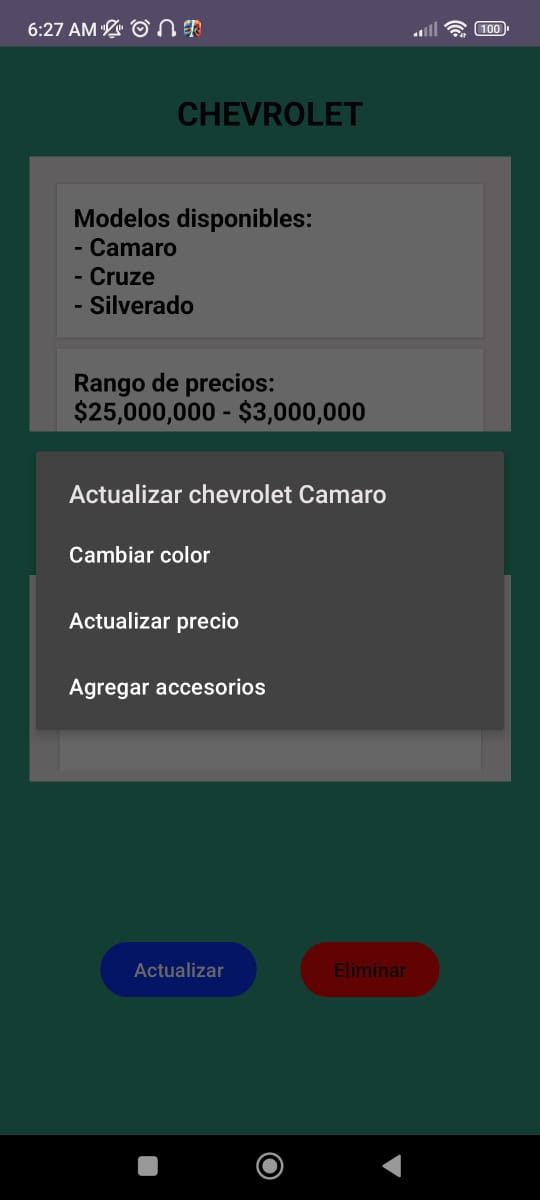 6:27 AM
100
CHEVROLET
Modelos disponibles:
- Camaro
- Cruze
- Silverado
Rango de precios:
$25,000,000 - $3,000,000
Actualizar chevrolet Camaro
Cambiar color
Actualizar precio
Agregar accesorios
Actualizar
Eliminar